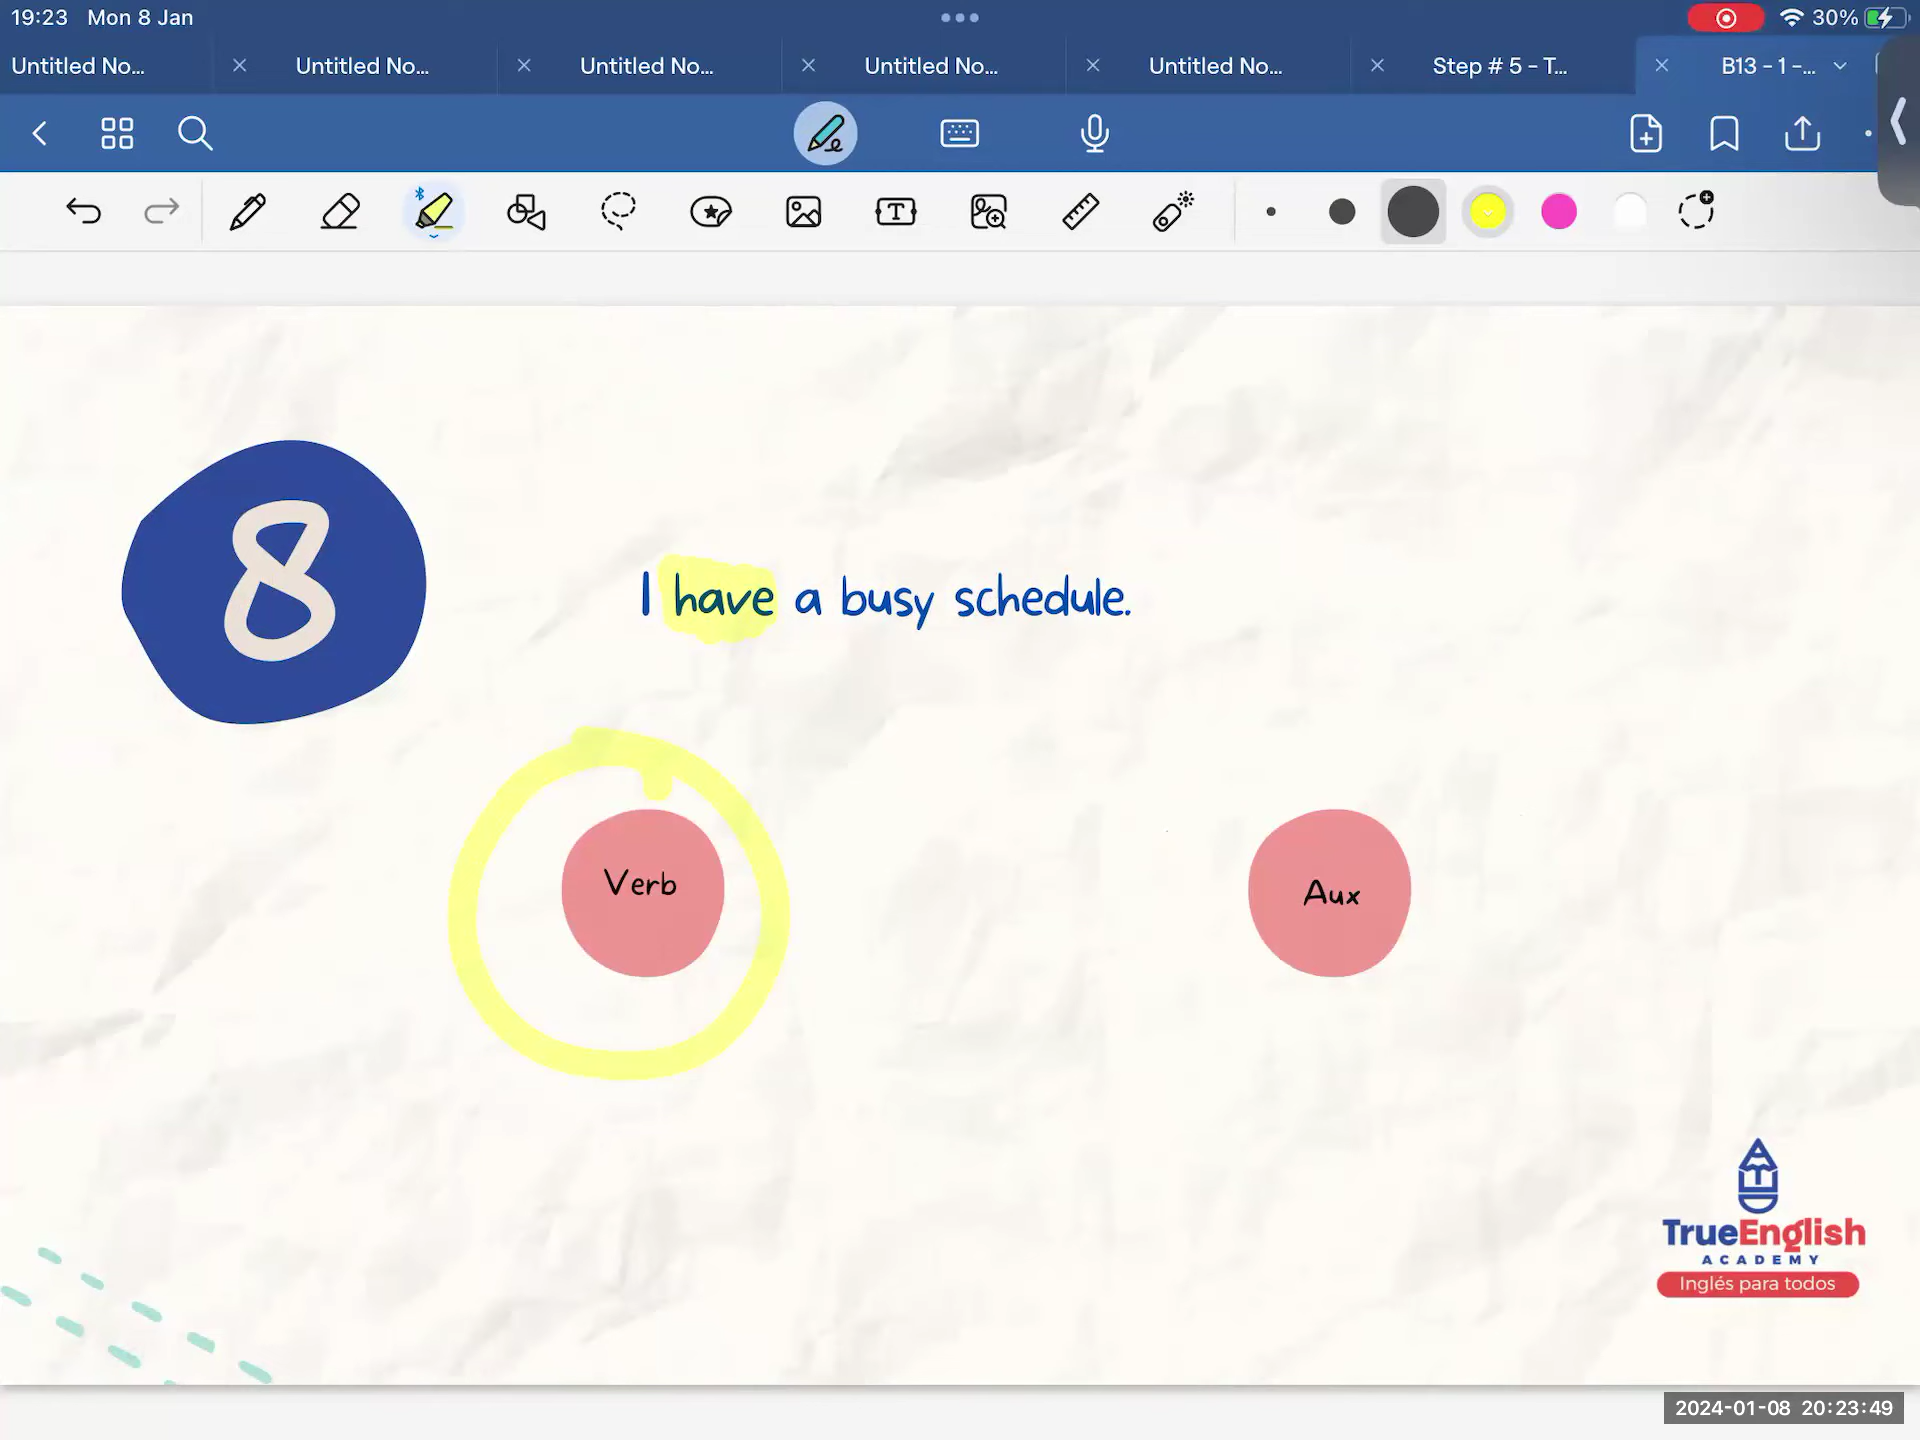 19:23 Mon 8 Jan
30%
Untitled No...
Untitled No...
Untitled No...
Untitled No...
Untitled No...
Step # 5 - T...
B13 - 1 -...
8
I have a busy schedule.
Verb
Aux
TrueEnglish
ACADEMY
Inglés para todos
2024-01-08 20:23:49